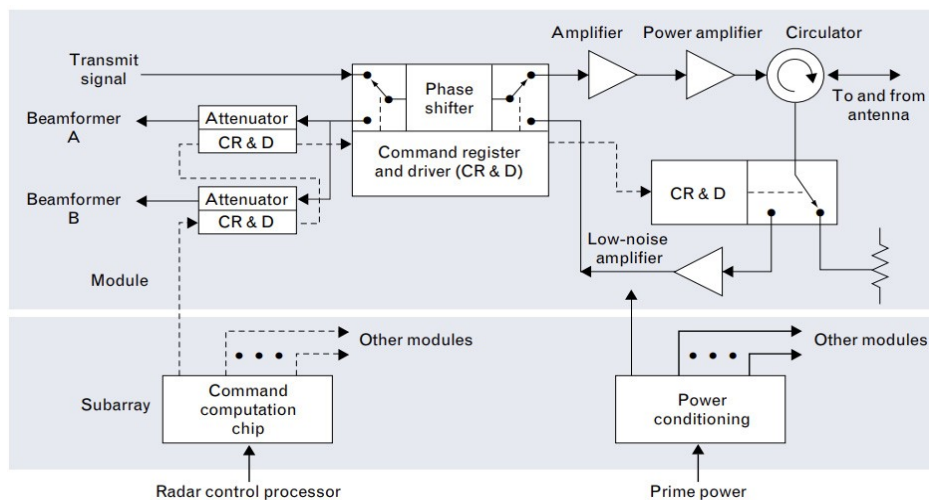 Amplifier
Power amplifier
Circulator
Transmit
signal
Phase
shifter
To and from
antenna
Beamformer
A
Attenuator
CR & D
Command register
and driver (CR & D)
CR & D
Beamformer
B
Attenuator
CR & D
Low-noise
amplifier
Module
Other modules
Other modules
Subarray
Command
computation
chip
Power
conditioning
Radar control processor
Prime power